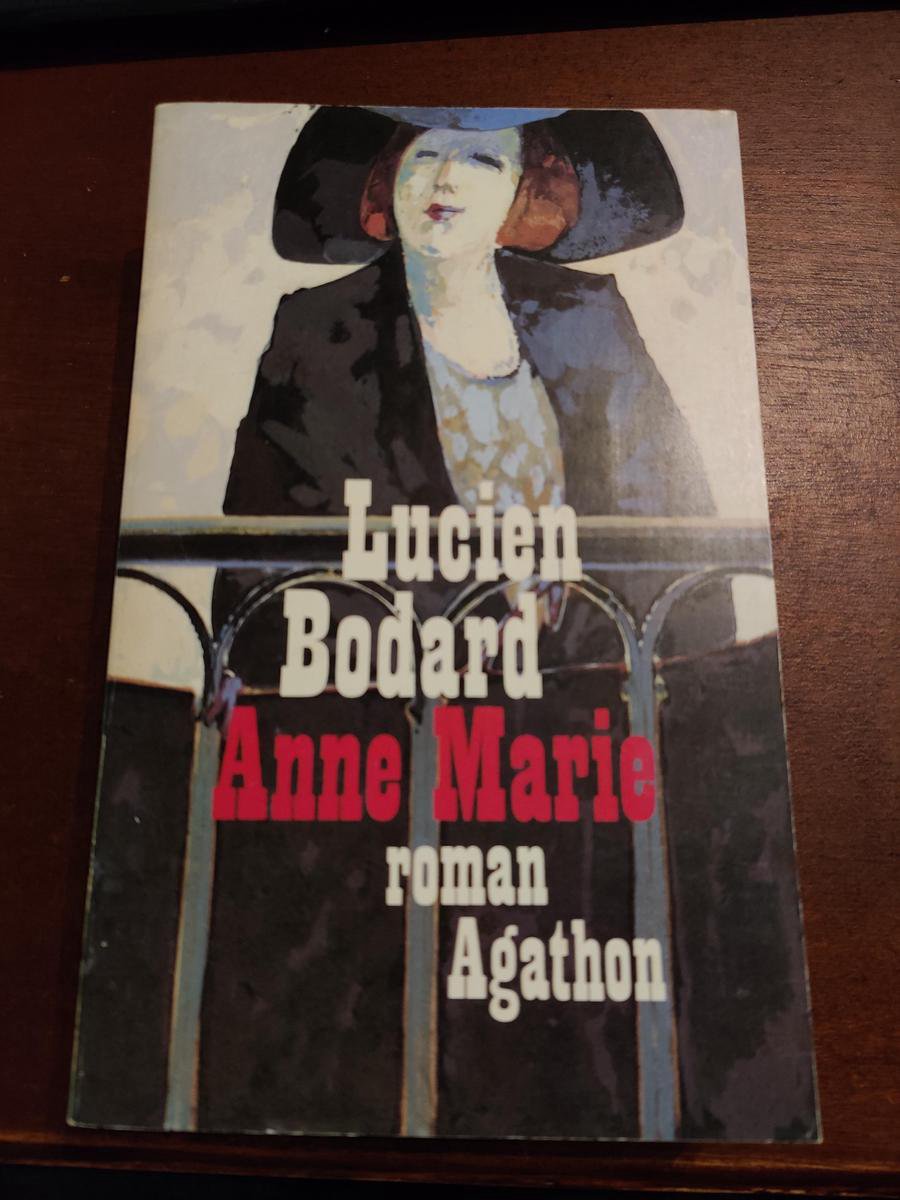 Lucien
Bodard
Anne Marie
roman
Agathon